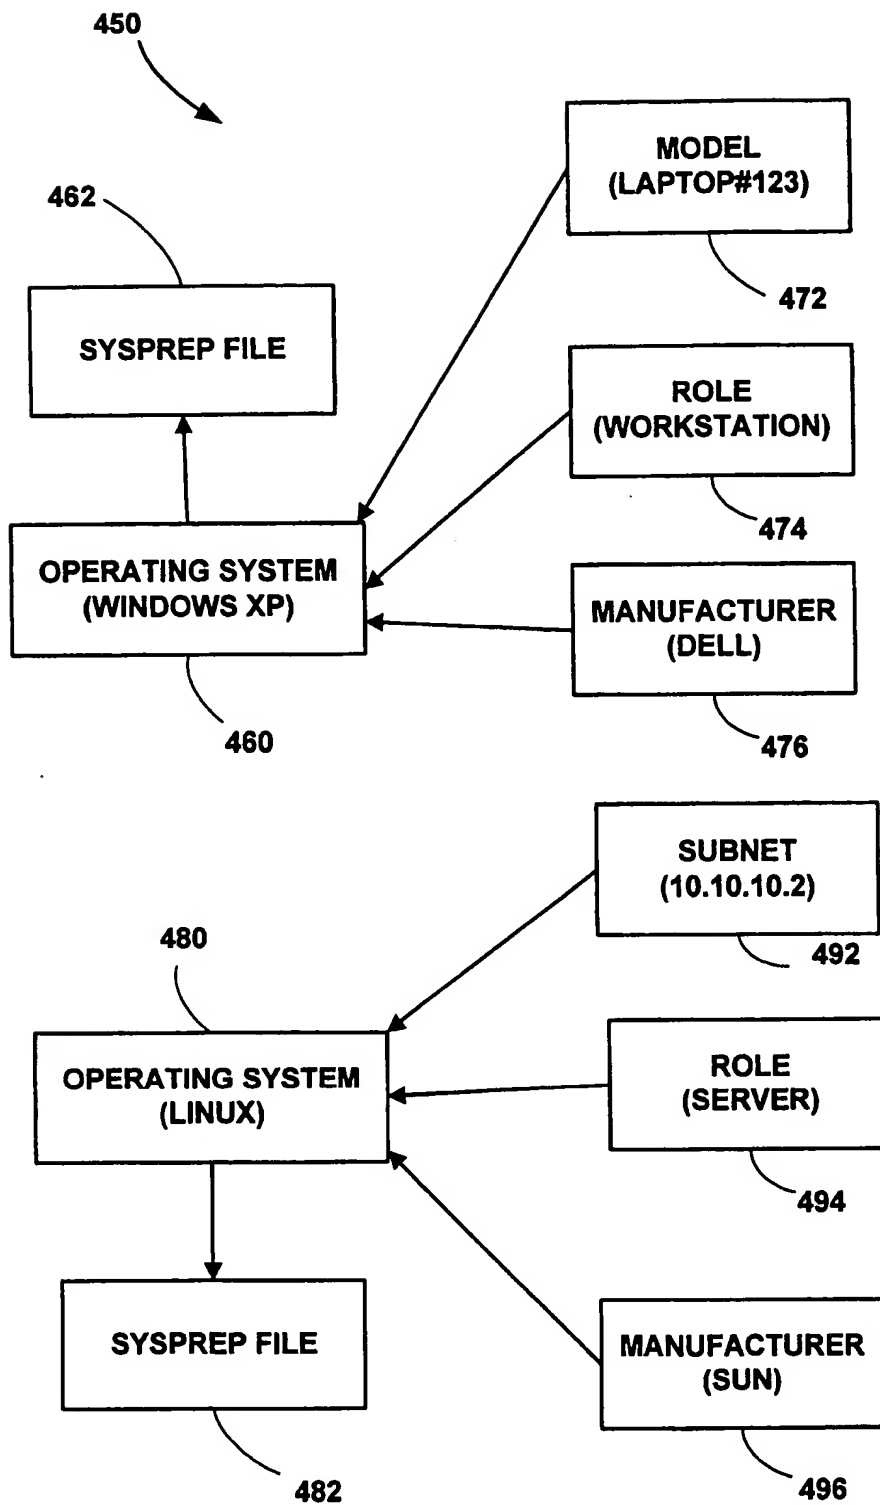 450
MODEL
(LAPTOP#123)
462
472
SYSPREP FILE
ROLE
(WORKSTATION)
474
OPERATING SYSTEM
(WINDOWS XP)
MANUFACTURER
(DELL)
460
476
SUBNET
(10.10.10.2)
480
492
OPERATING SYSTEM
(LINUX)
ROLE
(SERVER)
494
SYSPREP FILE
MANUFACTURER
(SUN)
482
496